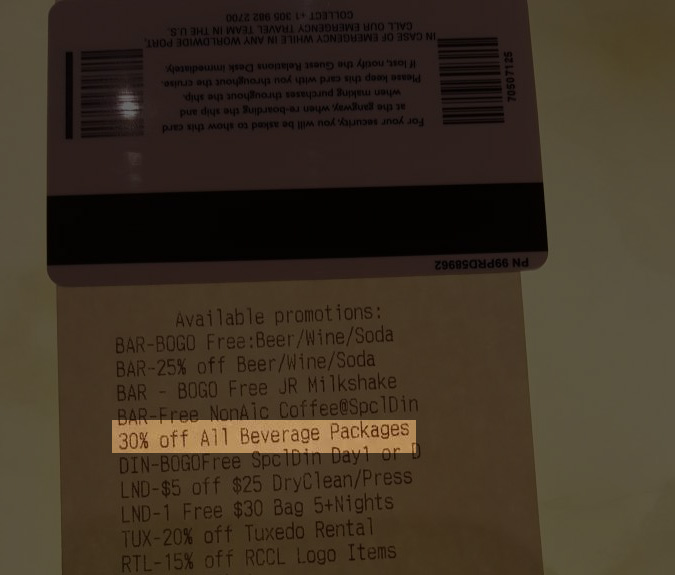 COLLECT +1 305 982 2700
CALL OUR EMERGENCY TRAVEL TEAM IN THE U.S.
IN CASE OF EMERGENCY WHILE IN ANY WORLDWIDE PORT,
If lost, notify the Guest Relations Desk immediately.
Please keep this card with you throughout the cruise.
when making purchases throughout the ship.
at the gangway, when re-boarding the ship and
For your security, you will be asked to show this card
70507125
PN 99PRD58962
Available promotions:
BAR-BOGO Free:Beer/Wine/Soda
BAR-25% off Beer/Wine/Soda
BAR - BOGO Free JR Milkshake
BAR-Free NonAlc Coffee@SpclDin
30% off All Beverage Packages
DIN-BOGOFree SpclDin Day1 or D
LND-$5 off $25 DryClean/Press
LND-1 Free $30 Bag 5+Nights
TUX-20% off Tuxedo Rental
RTL-15% off RCCL Logo Items